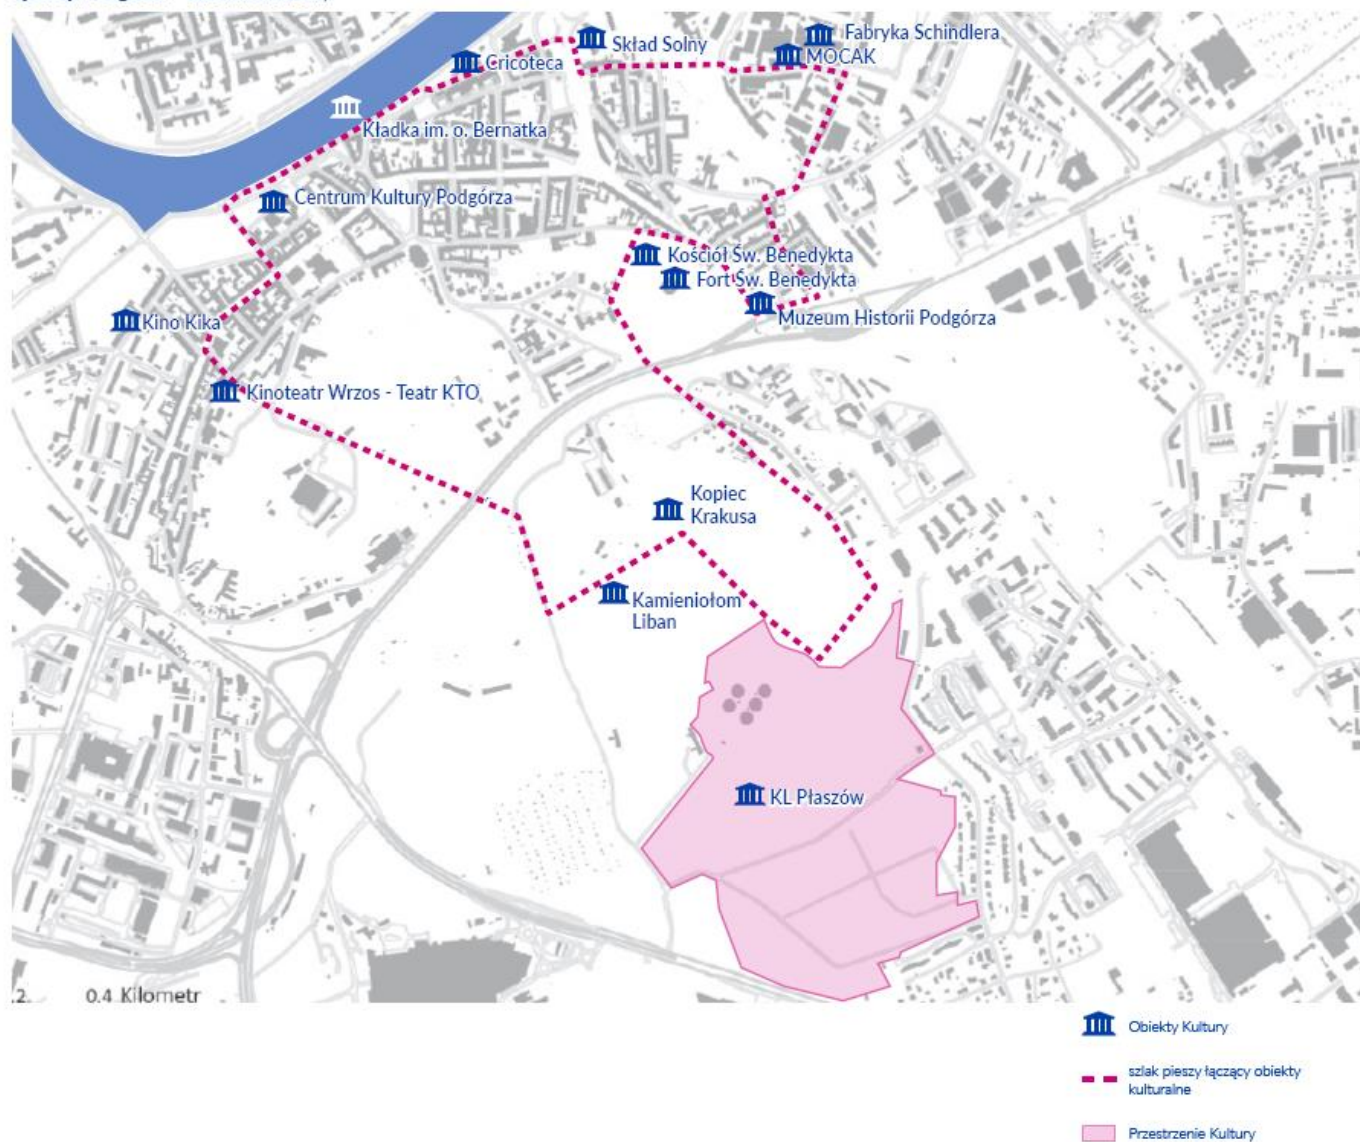 Skład Solny
Fabryka Schindlera
MOCAK
Cricoteca
Kładka im. o. Bernatka
Centrum Kultury Podgórza
Kościół Św. Benedykta
Fort Św. Benedykta
Muzeum Historii Podgórza
Kino Kika
Kinoteatr Wrzos - Teatr KTO
Kopiec
Krakusa
Kamieniołom
Liban
KL Płaszów
2
0.4 Kilometr
Obiekty Kultury
szlak pieszy łączący obiekty
kulturalne
Przestrzenie Kultury